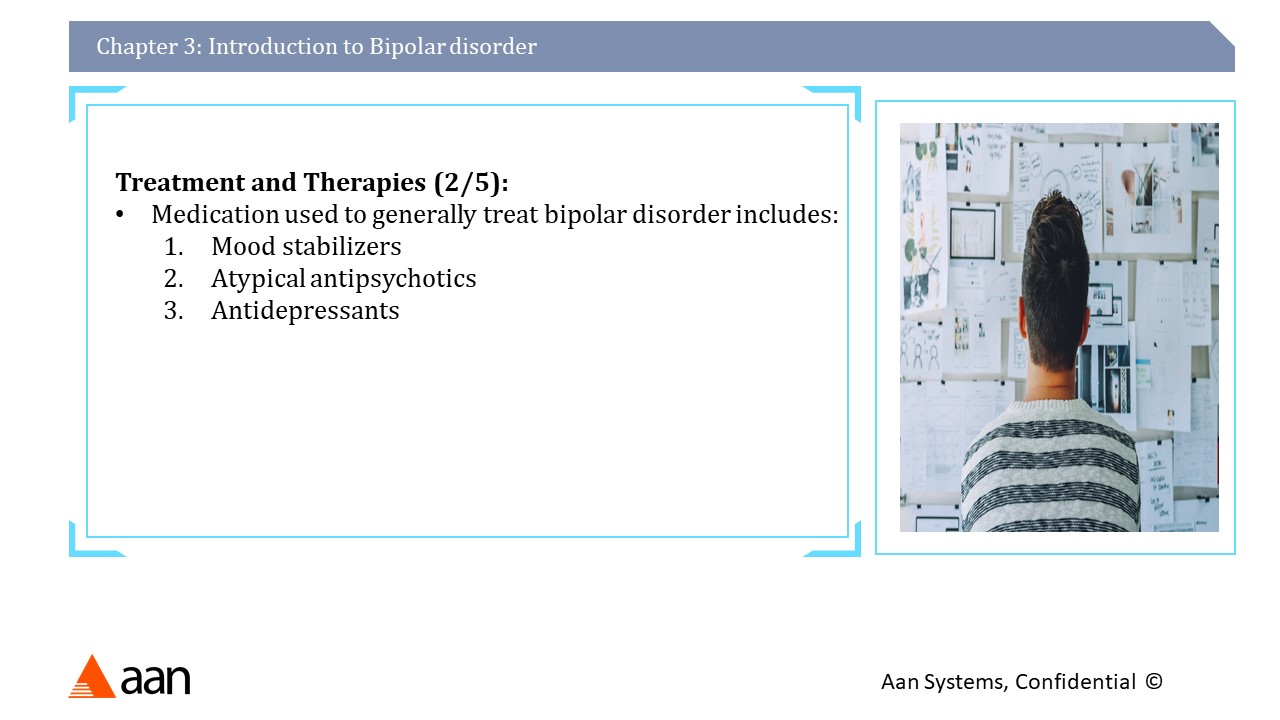 Chapter 3: Introduction to Bipolar disorder
Treatment and Therapies (2/5):
• Medication used to generally treat bipolar disorder includes:
1. Mood stabilizers
2. Atypical antipsychotics
3. Antidepressants
aan
Aan Systems, Confidential ©